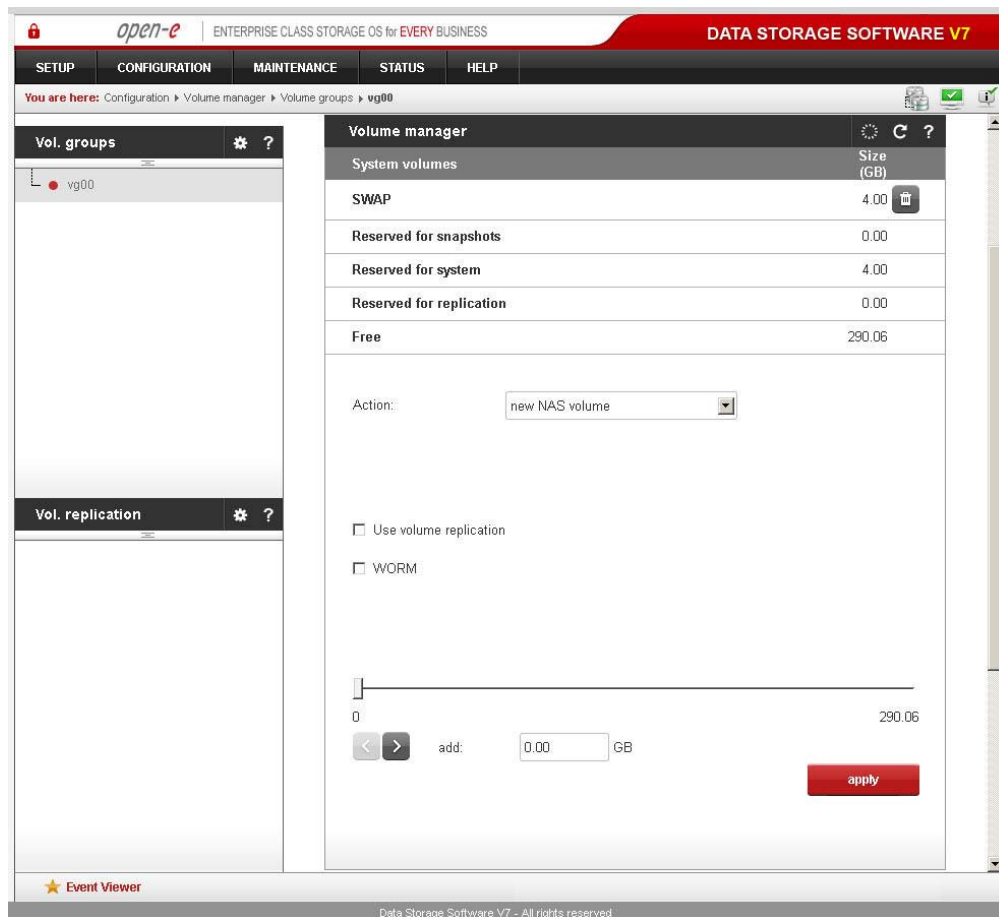 open-e ENTERPRISE CLASS STORAGE OS for EVERY BUSINESS DATA STORAGE SOFTWARE V7
SETUP CONFIGURATION MAINTENANCE STATUS HELP
You are here: Configuration Volume manager Volume groups vg00
Vol. groups ?
vg00
Vol. replication ?
Volume manager ?
System volumes Size (GB)
SWAP 4.00
Reserved for snapshots 0.00
Reserved for system 4.00
Reserved for replication 0.00
Free 290.06
Action: new NAS volume
Use volume replication
WORM
0 290.06
< > add: 0.00 GB
apply
Event Viewer
Data Storage Software V7 - All rights reserved